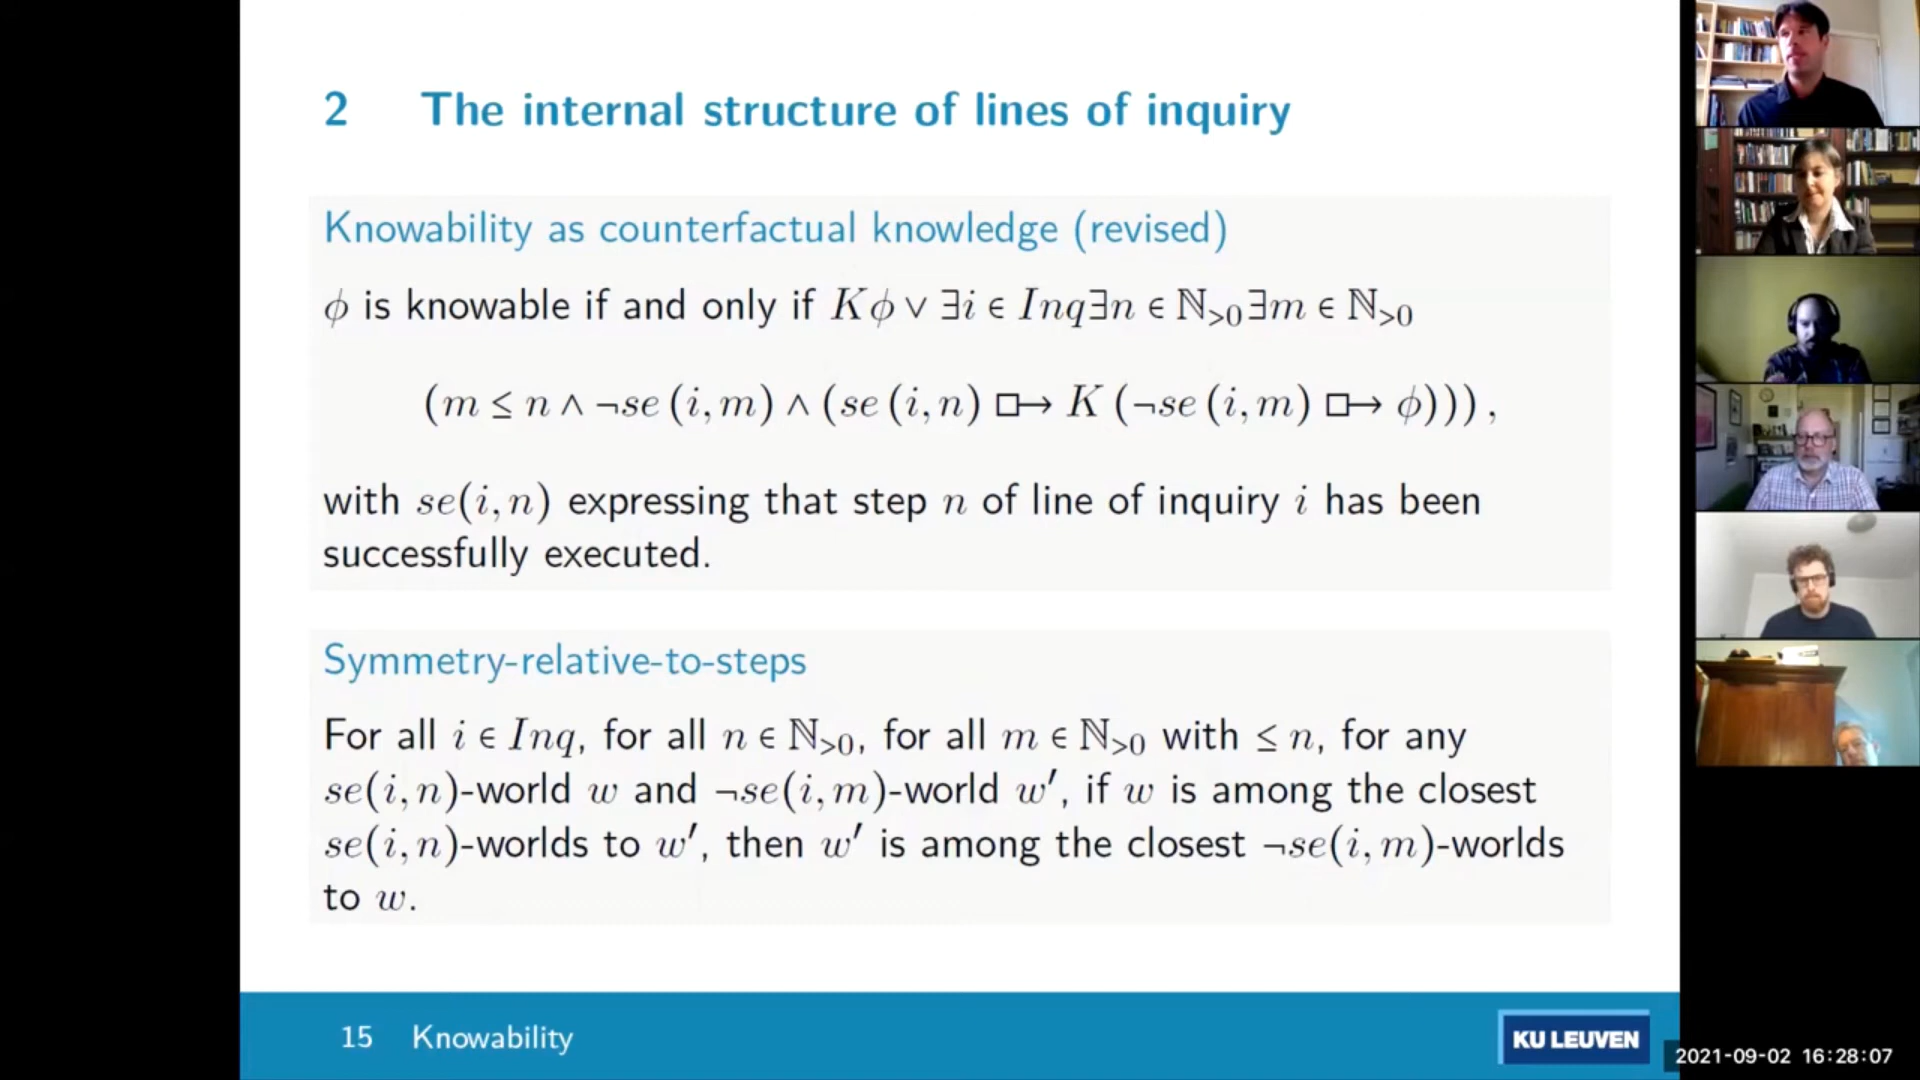 2 The internal structure of lines of inquiry
Knowability as counterfactual knowledge (revised)
ϕ is knowable if and only if Kϕ ∨ ∃i ∈ Inq∃n ∈ ℕ>0∃m ∈ ℕ>0
(m ≤ n ∧ ¬se (i, m) ∧ (se (i, n) □→ K (¬se (i, m) □→ ϕ))) ,
with se(i, n) expressing that step n of line of inquiry i has been
successfully executed.
Symmetry-relative-to-steps
For all i ∈ Inq, for all n ∈ ℕ>0, for all m ∈ ℕ>0 with ≤ n, for any
se(i, n)-world w and ¬se(i, m)-world w′, if w is among the closest
se(i, n)-worlds to w′, then w′ is among the closest ¬se(i, m)-worlds
to w.
15 Knowability
KU LEUVEN
2021-09-02 16:28:07